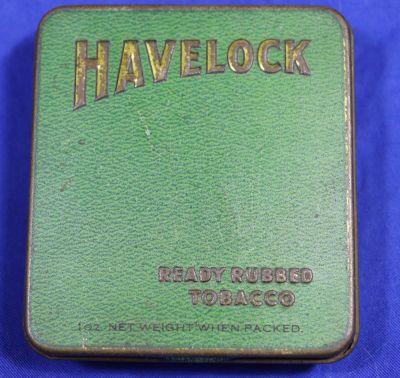 HAVELOCK
READY RUBBED
TOBACCO
1 oz. NET WEIGHT WHEN PACKED